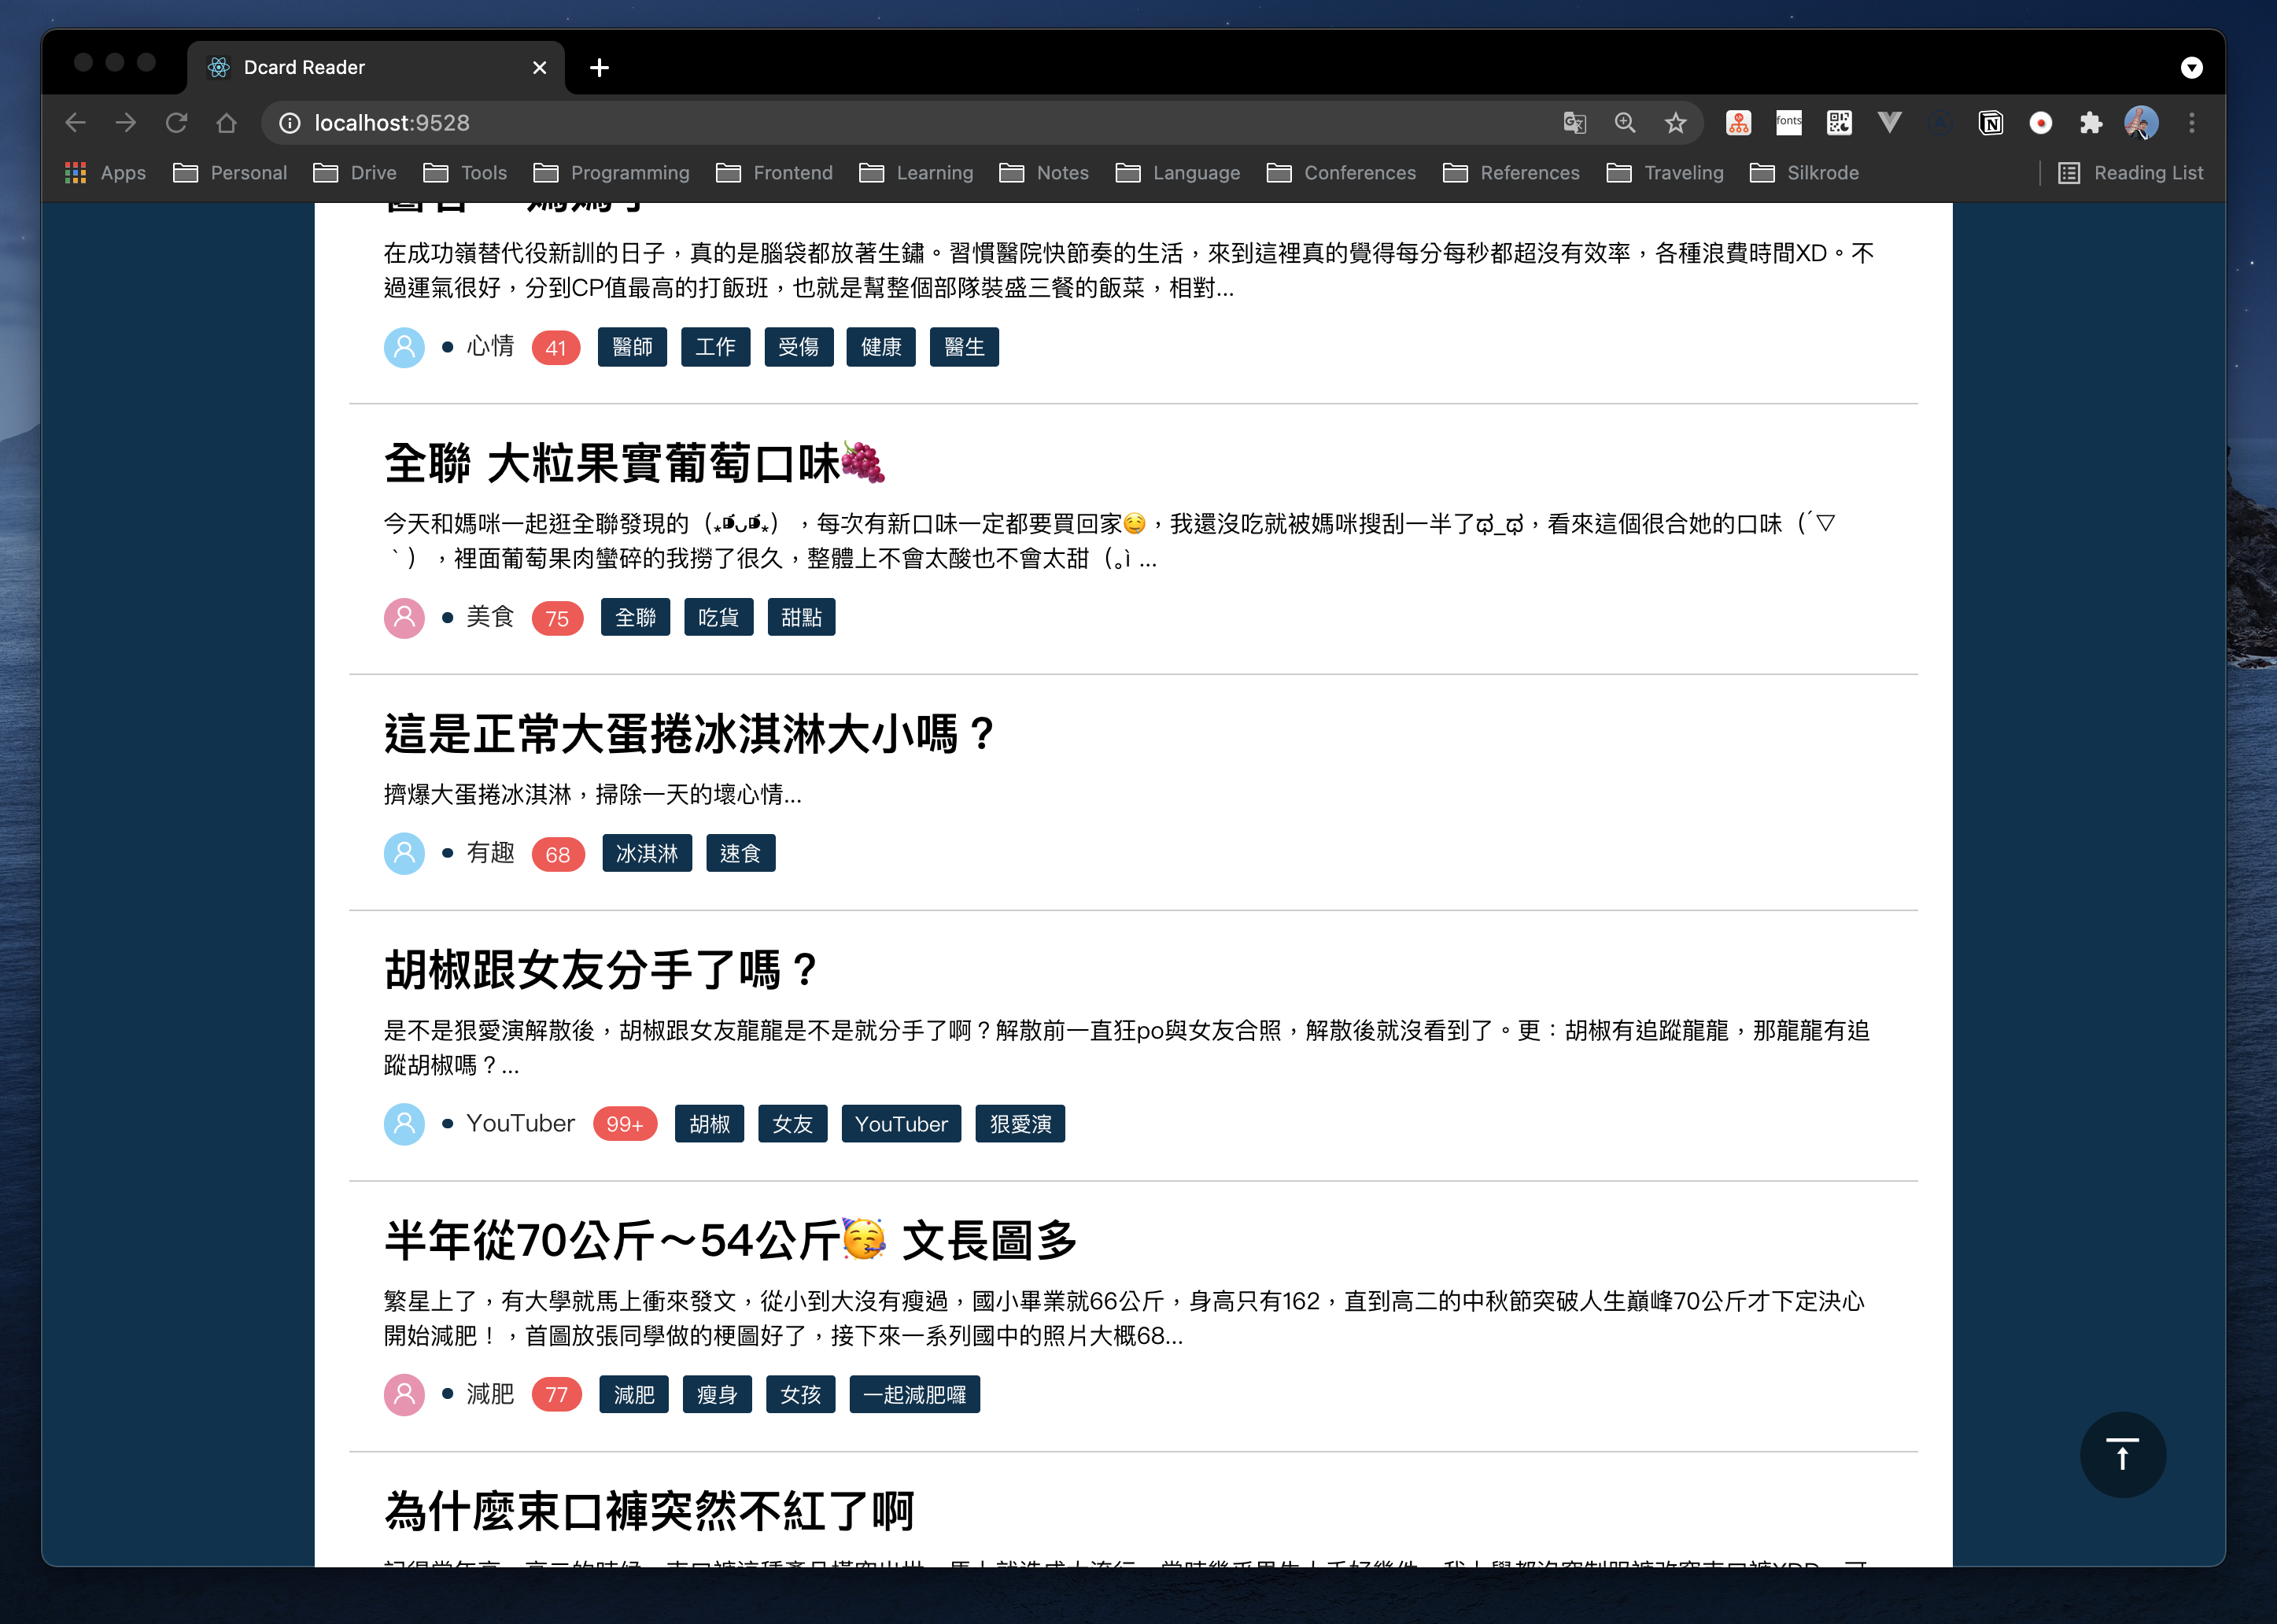 Dcard Reader
localhost:9528
fonts
Apps Personal Drive Tools Programming Frontend Learning Notes Language Conferences References Traveling Silkrode Reading List
在成功嶺替代役新訓的日子，真的是腦袋都放著生鏽。習慣醫院快節奏的生活，來到這裡真的覺得每分每秒都超沒有效率，各種浪費時間XD。不
過運氣很好，分到CP值最高的打飯班，也就是幫整個部隊裝盛三餐的飯菜，相對...
• 心情 41 醫師 工作 受傷 健康 醫生
全聯 大粒果實葡萄口味🍇
今天和媽咪一起逛全聯發現的（⁎⁍̴̛ᴗ⁍̴̛⁎），每次有新口味一定都要買回家🤤，我還沒吃就被媽咪搜刮一半了ಥ_ಥ，看來這個很合她的口味（´▽
｀），裡面葡萄果肉蠻碎的我撈了很久，整體上不會太酸也不會太甜（｡ì ...
• 美食 75 全聯 吃貨 甜點
這是正常大蛋捲冰淇淋大小嗎？
擠爆大蛋捲冰淇淋，掃除一天的壞心情...
• 有趣 68 冰淇淋 速食
胡椒跟女友分手了嗎？
是不是狠愛演解散後，胡椒跟女友龍龍是不是就分手了啊？解散前一直狂po與女友合照，解散後就沒看到了。更：胡椒有追蹤龍龍，那龍龍有追
蹤胡椒嗎？...
• YouTuber 99+ 胡椒 女友 YouTuber 狠愛演
半年從70公斤～54公斤🥳 文長圖多
繁星上了，有大學就馬上衝來發文，從小到大沒有瘦過，國小畢業就66公斤，身高只有162，直到高二的中秋節突破人生巔峰70公斤才下定決心
開始減肥！，首圖放張同學做的梗圖好了，接下來一系列國中的照片大概68...
• 減肥 77 減肥 瘦身 女孩 一起減肥囉
為什麼束口褲突然不紅了啊